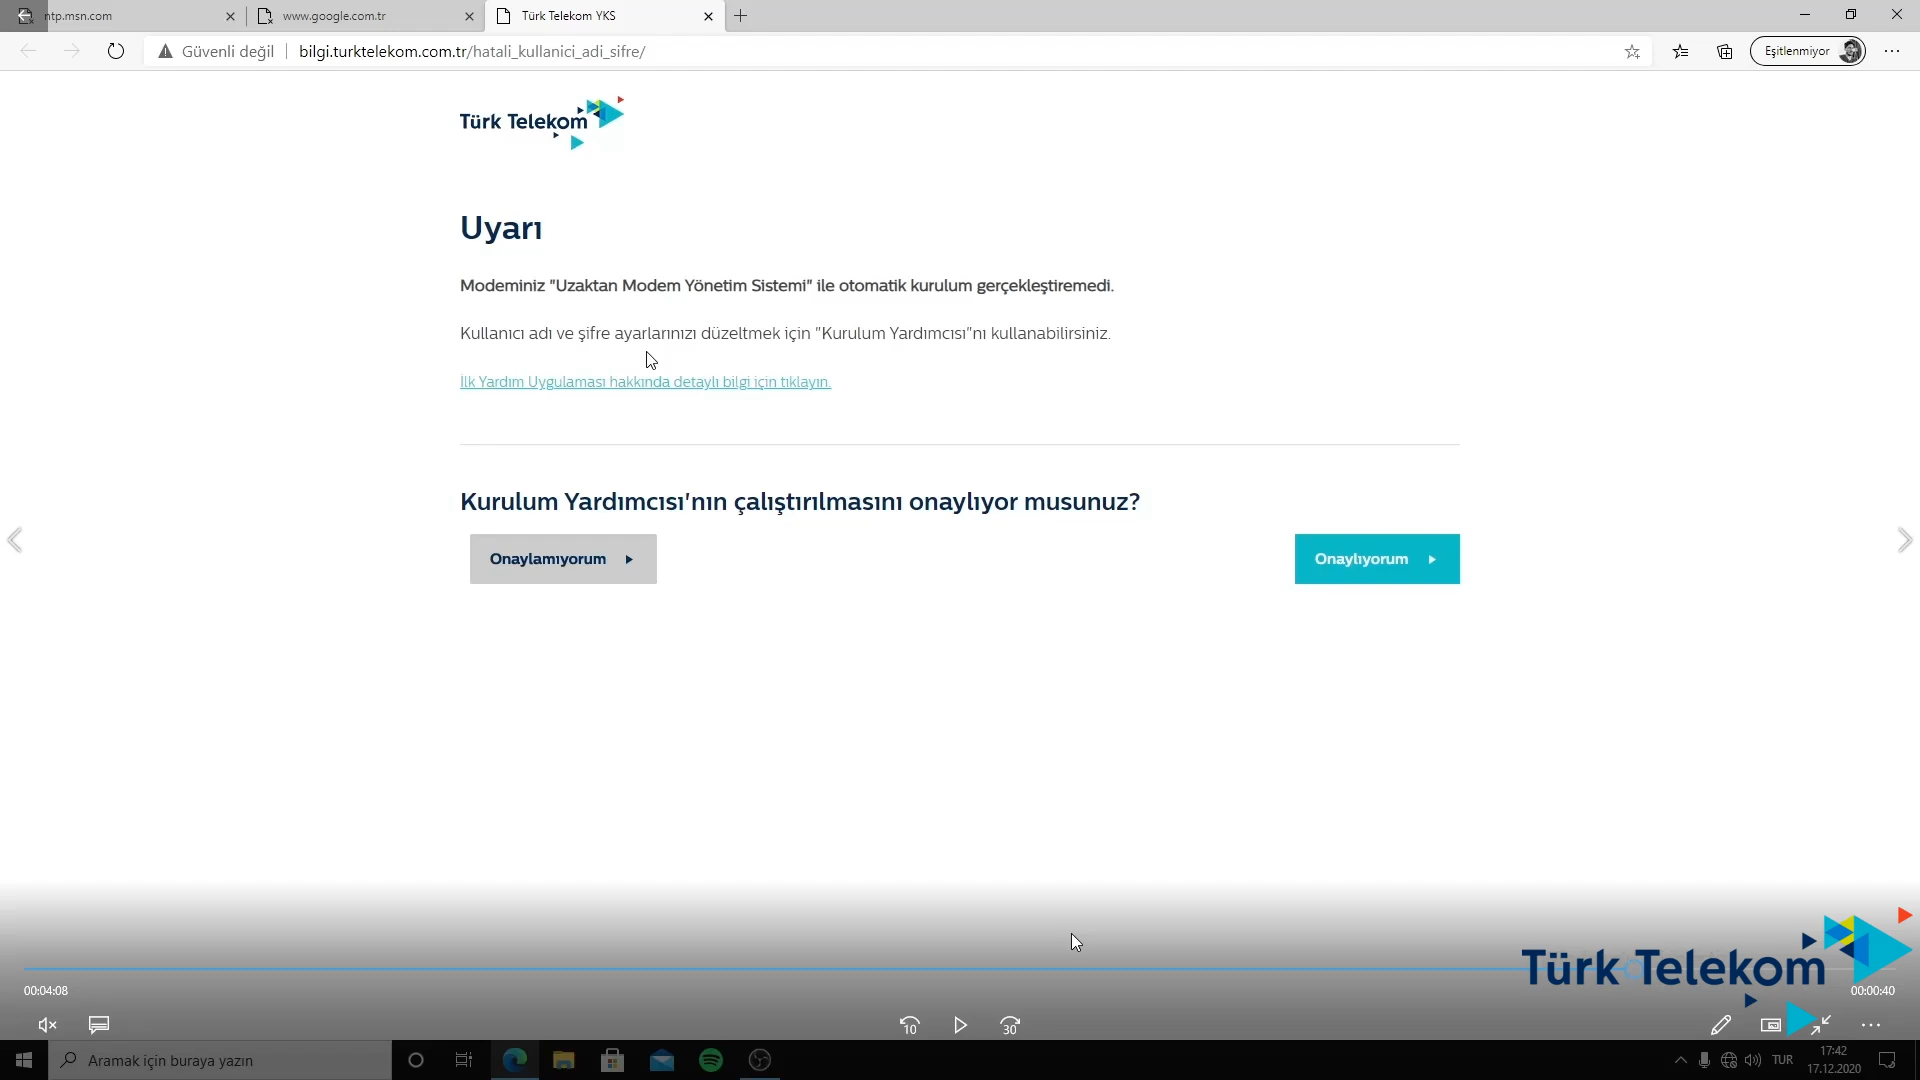 ntp.msn.com
www.google.com.tr
Türk Telekom YKS
Güvenli değil
bilgi.turktelekom.com.tr/hatali_kullanici_adi_sifre/
Eşitlenmiyor
Türk Telekom
Uyarı
Modeminiz "Uzaktan Modem Yönetim Sistemi" ile otomatik kurulum gerçekleştiremedi.
Kullanıcı adı ve şifre ayarlarınızı düzeltmek için "Kurulum Yardımcısı"nı kullanabilirsiniz.
İlk Yardım Uygulaması hakkında detaylı bilgi için tıklayın.
Kurulum Yardımcısı'nın çalıştırılmasını onaylıyor musunuz?
Onaylamıyorum
Onaylıyorum
Türk Telekom
00:04:08
00:00:40
10
30
Aramak için buraya yazın
TUR
17:42
17.12.2020